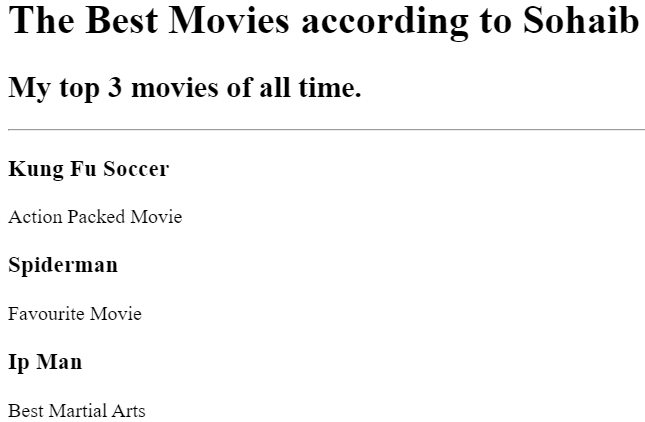 The Best Movies according to Sohaib
My top 3 movies of all time.
Kung Fu Soccer
Action Packed Movie
Spiderman
Favourite Movie
Ip Man
Best Martial Arts